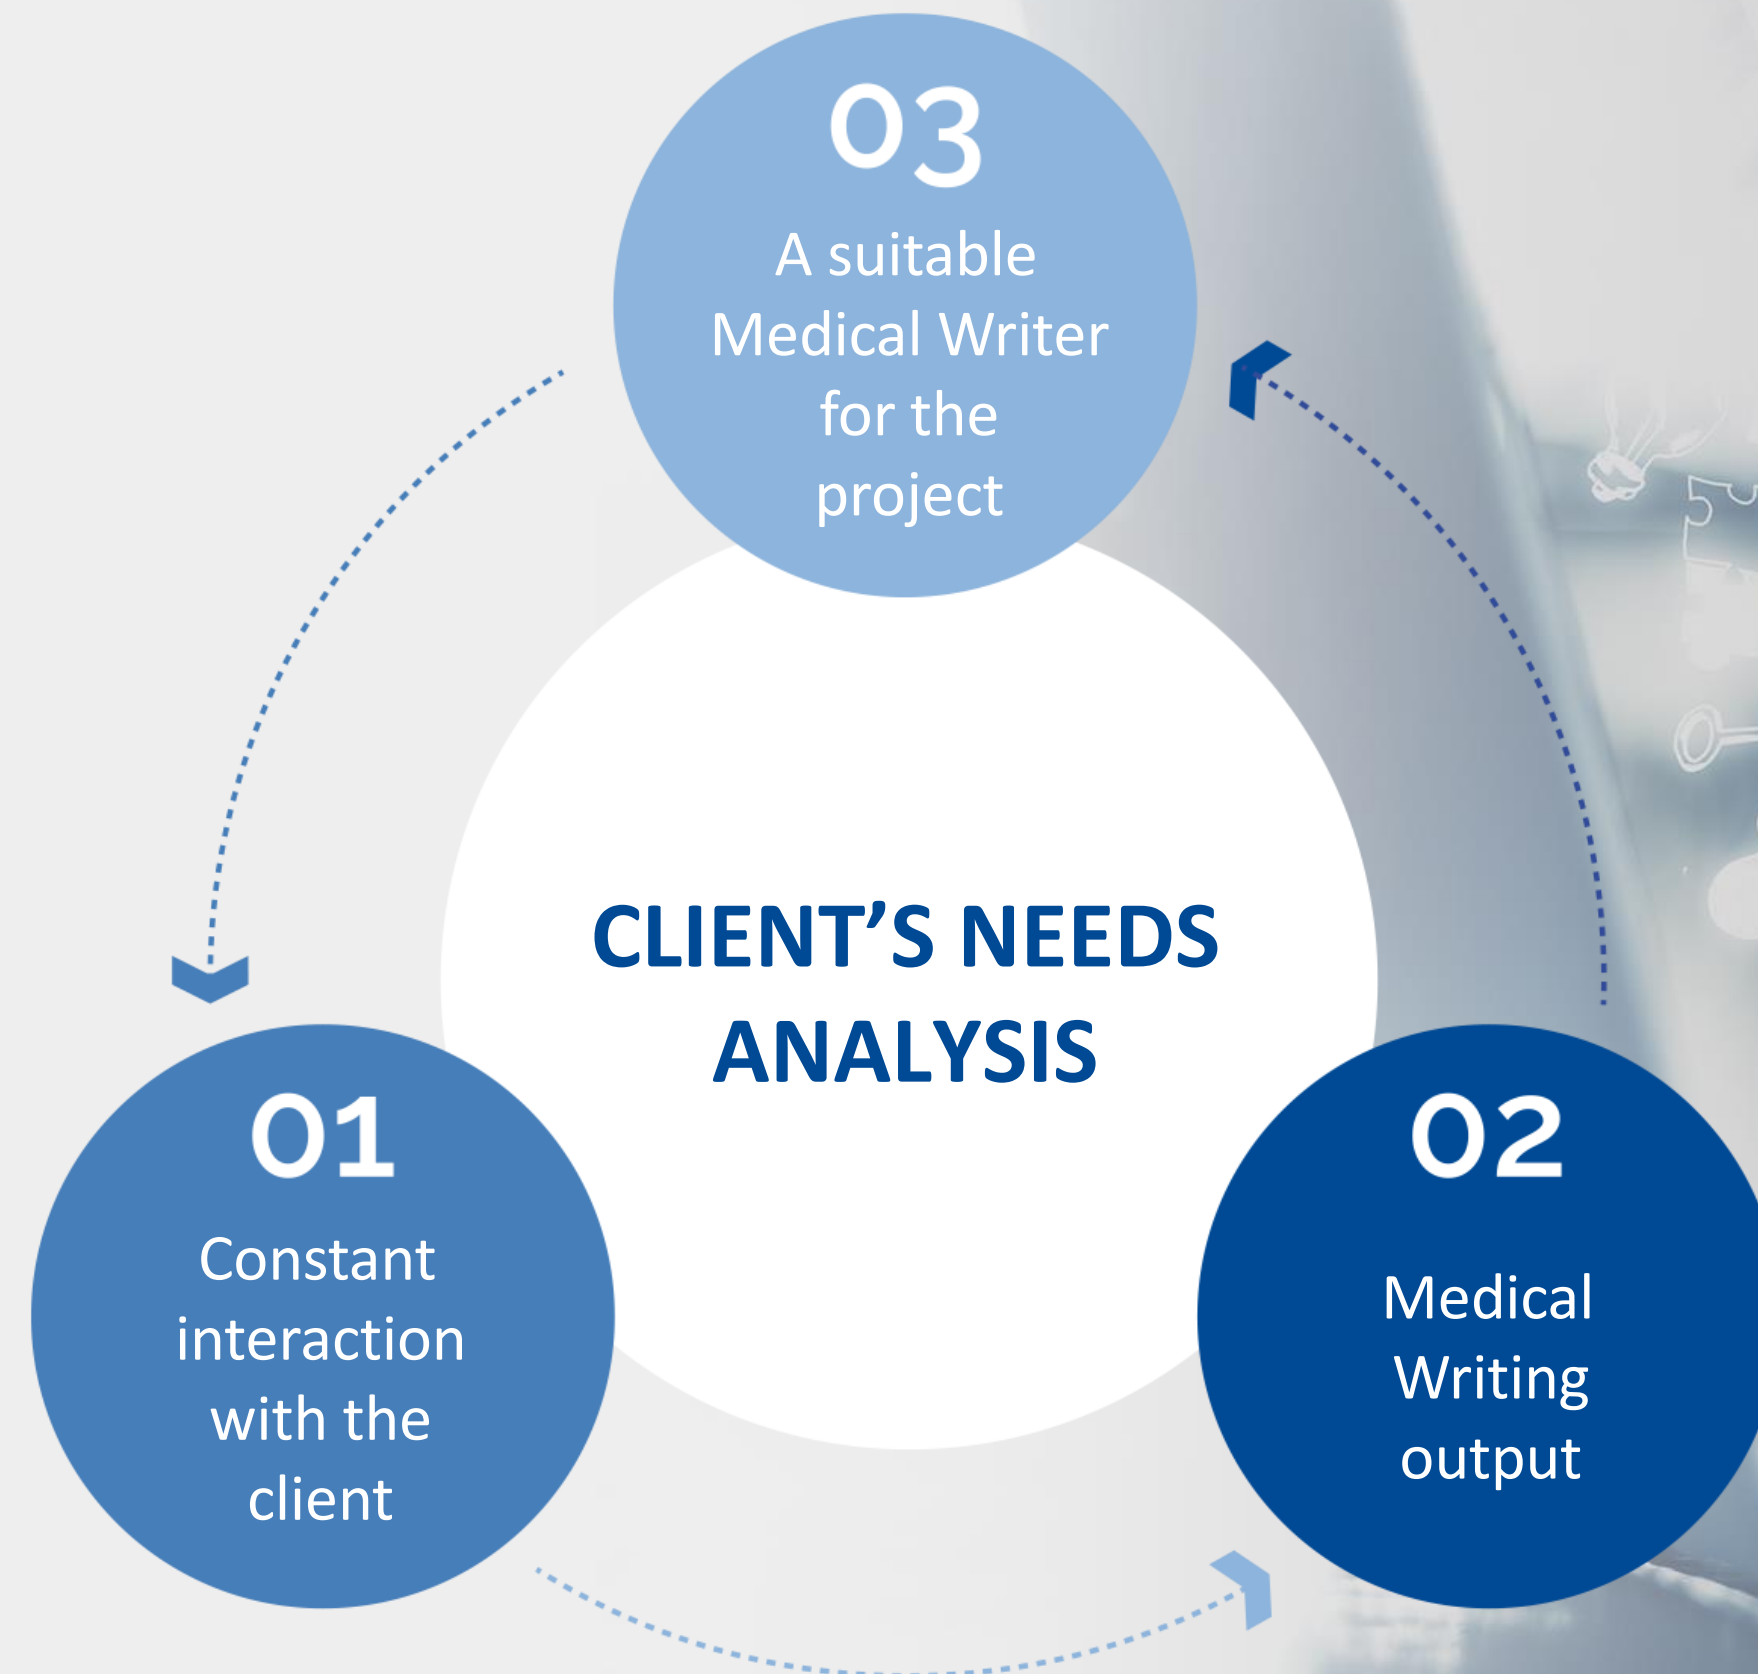 03
A suitable
Medical Writer
for the
project
CLIENT’S NEEDS
ANALYSIS
01
Constant
interaction
with the
client
02
Medical
Writing
output